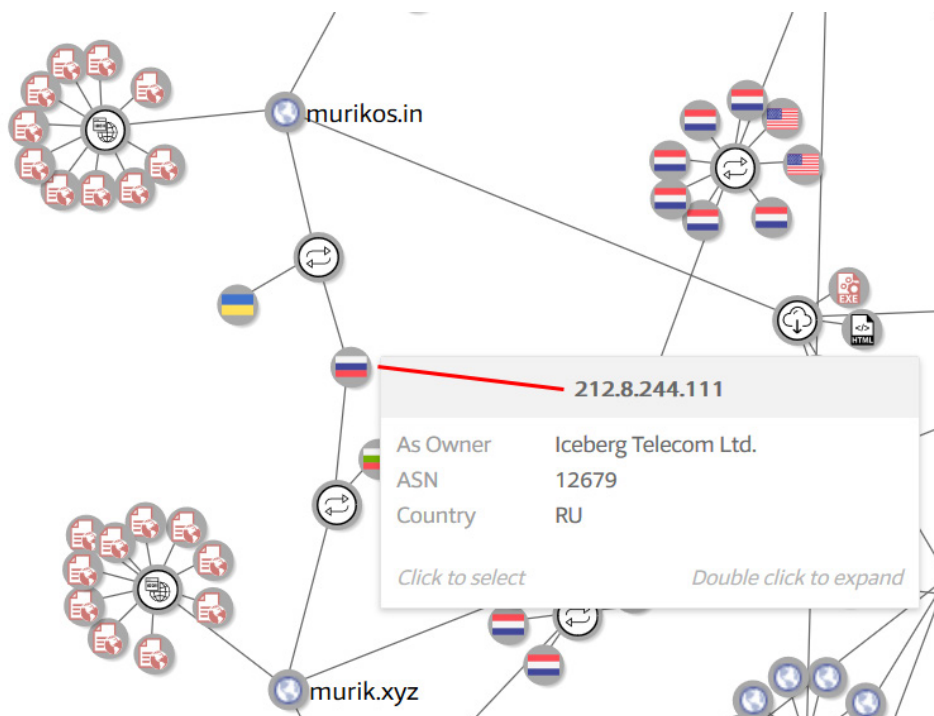 murikos.in
EXE
</>
HTML
212.8.244.111
As Owner Iceberg Telecom Ltd.
ASN 12679
Country RU
Click to select Double click to expand
murik.xyz